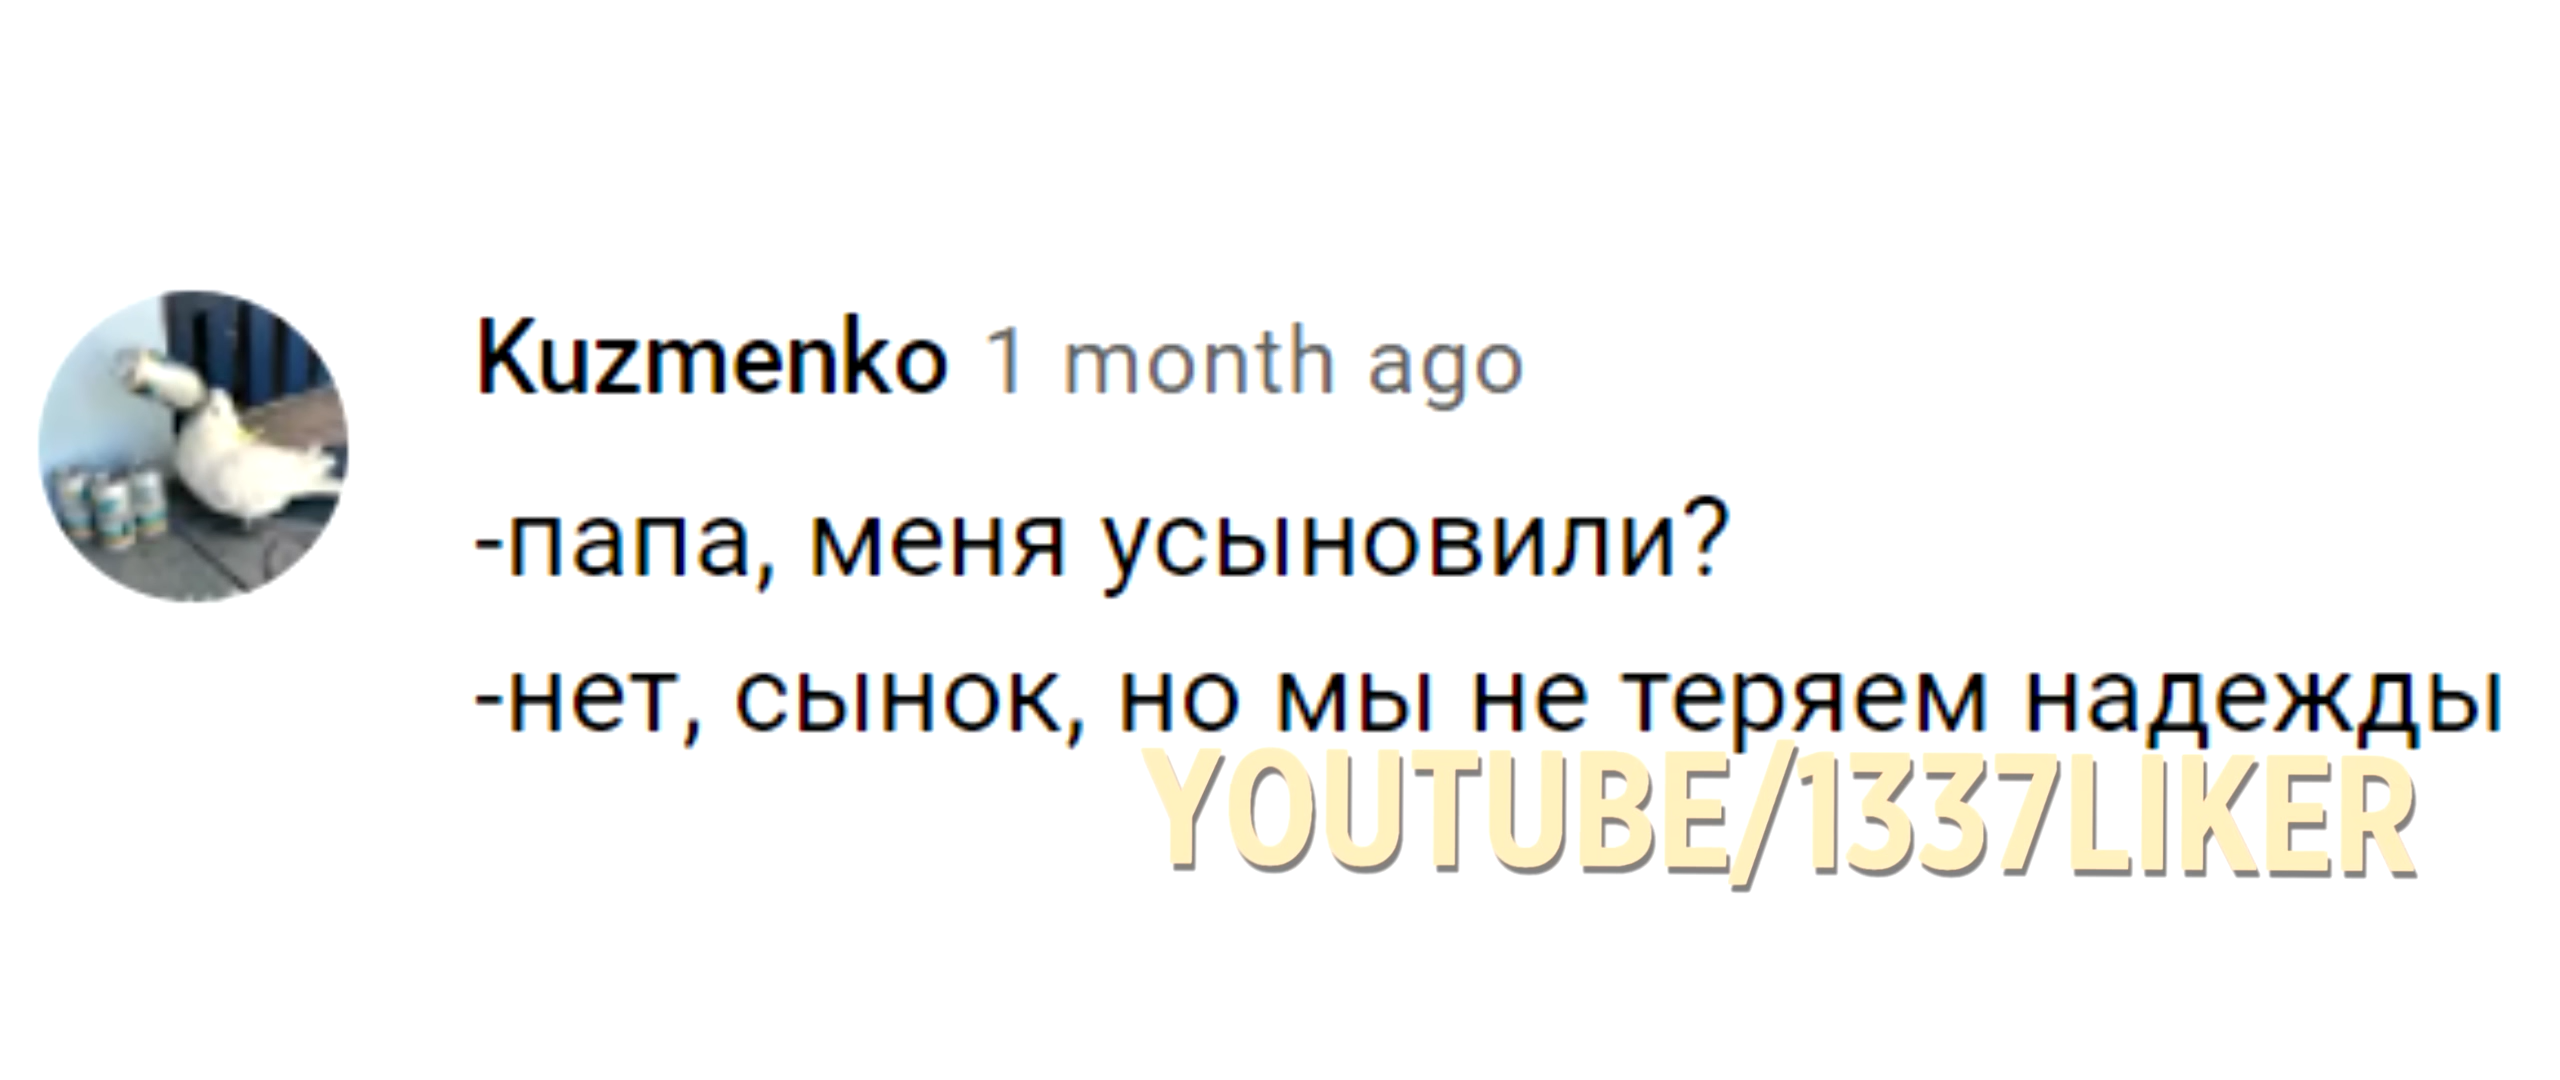 Kuzmenko 1 month ago
-папа, меня усыновили?
-нет, сынок, но мы не теряем надежды
YOUTUBE/1337LIKER